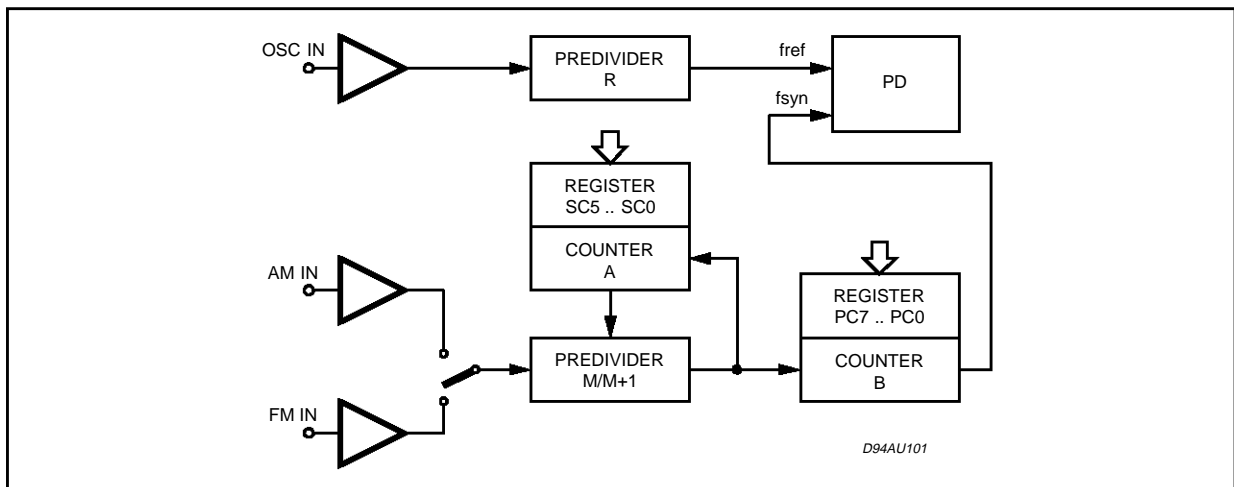 OSC IN
PREDIVIDER
R
fref
PD
fsyn
REGISTER
SC5 .. SC0
COUNTER
A
AM IN
REGISTER
PC7 .. PC0
PREDIVIDER
M/M+1
COUNTER
B
FM IN
D94AU101